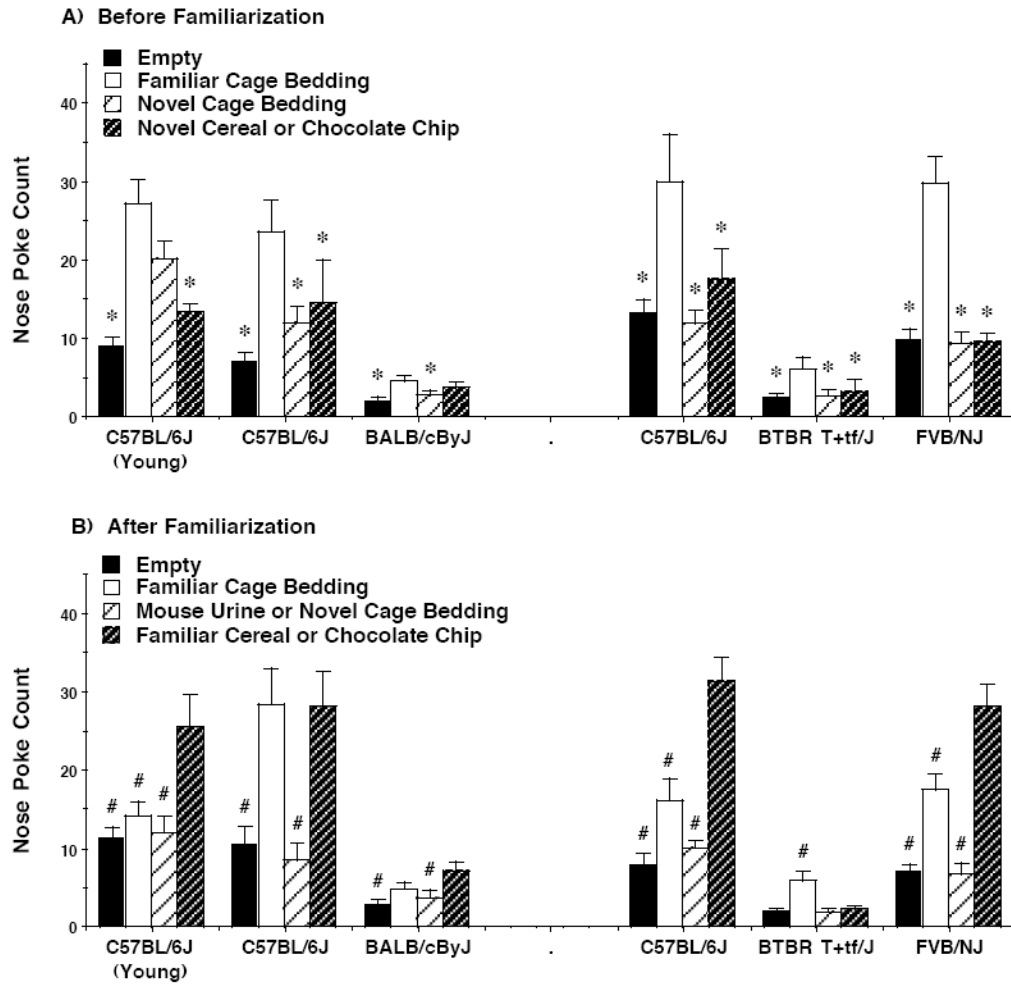 A) Before Familiarization
Empty
Familiar Cage Bedding
Novel Cage Bedding
Novel Cereal or Chocolate Chip
Nose Poke Count
40
30
20
10
0
* * * * * * * * * * * * * * *
C57BL/6J C57BL/6J BALB/cByJ . C57BL/6J BTBR T+tf/J FVB/NJ
(Young)
B) After Familiarization
Empty
Familiar Cage Bedding
Mouse Urine or Novel Cage Bedding
Familiar Cereal or Chocolate Chip
Nose Poke Count
40
30
20
10
0
# # # # # # # # # # # # # #
C57BL/6J C57BL/6J BALB/cByJ . C57BL/6J BTBR T+tf/J FVB/NJ
(Young)